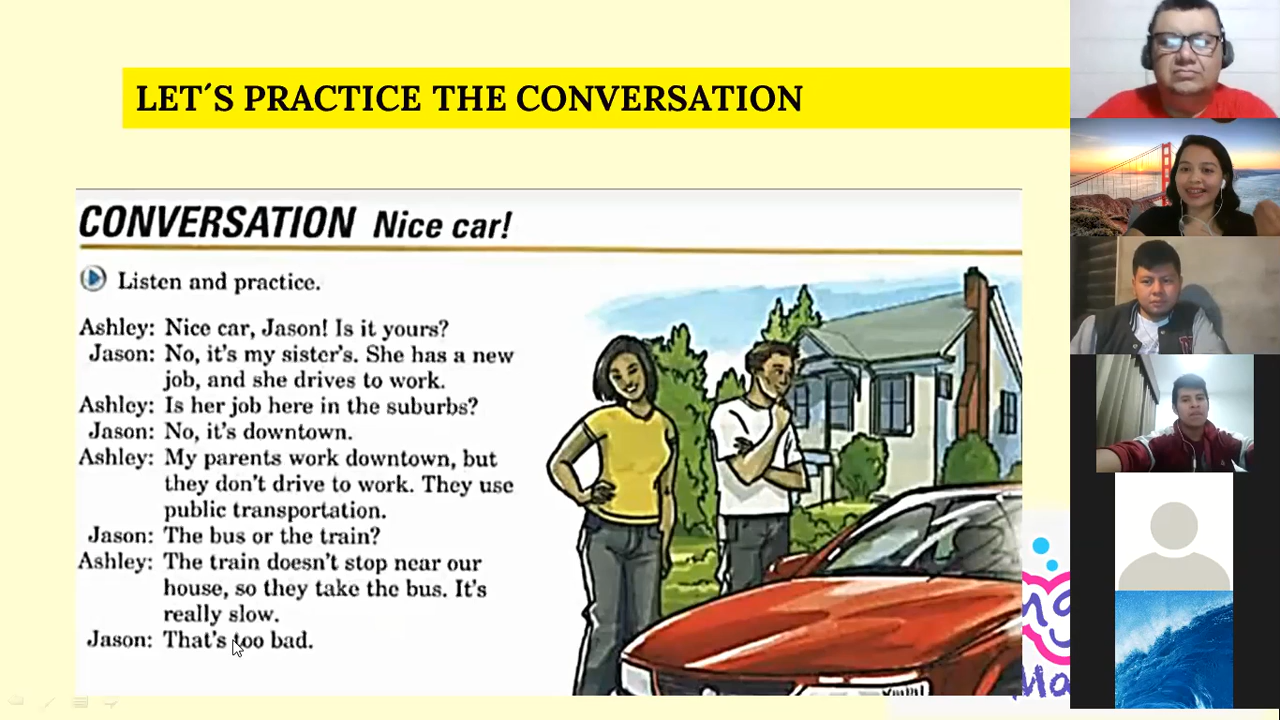 LET´S PRACTICE THE CONVERSATION
CONVERSATION Nice car!
Listen and practice.
Ashley: Nice car, Jason! Is it yours?
Jason: No, it's my sister's. She has a new
job, and she drives to work.
Ashley: Is her job here in the suburbs?
Jason: No, it's downtown.
Ashley: My parents work downtown, but
they don't drive to work. They use
public transportation.
Jason: The bus or the train?
Ashley: The train doesn't stop near our
house, so they take the bus. It's
really slow.
Jason: That's too bad.